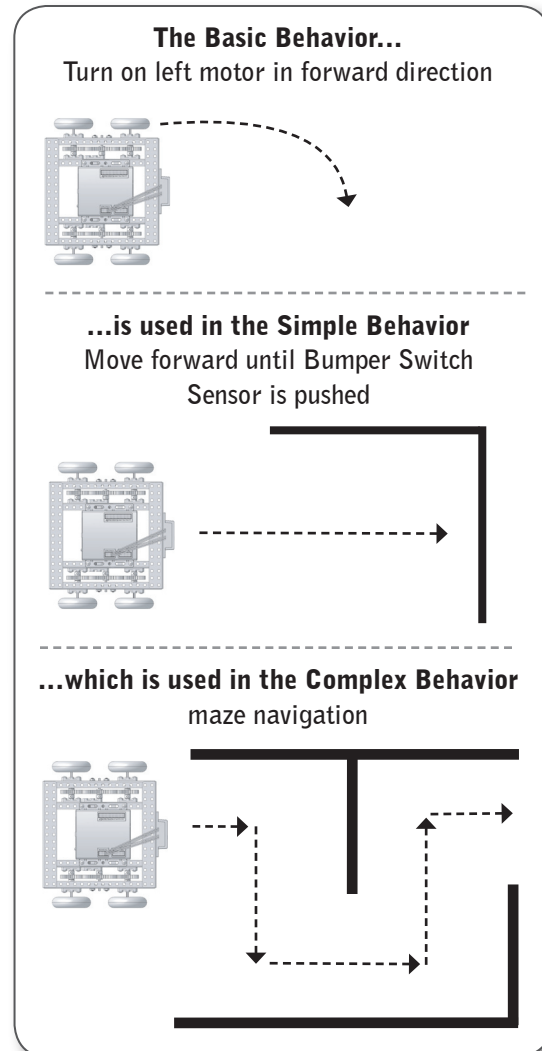 The Basic Behavior...
Turn on left motor in forward direction
...is used in the Simple Behavior
Move forward until Bumper Switch
Sensor is pushed
...which is used in the Complex Behavior
maze navigation